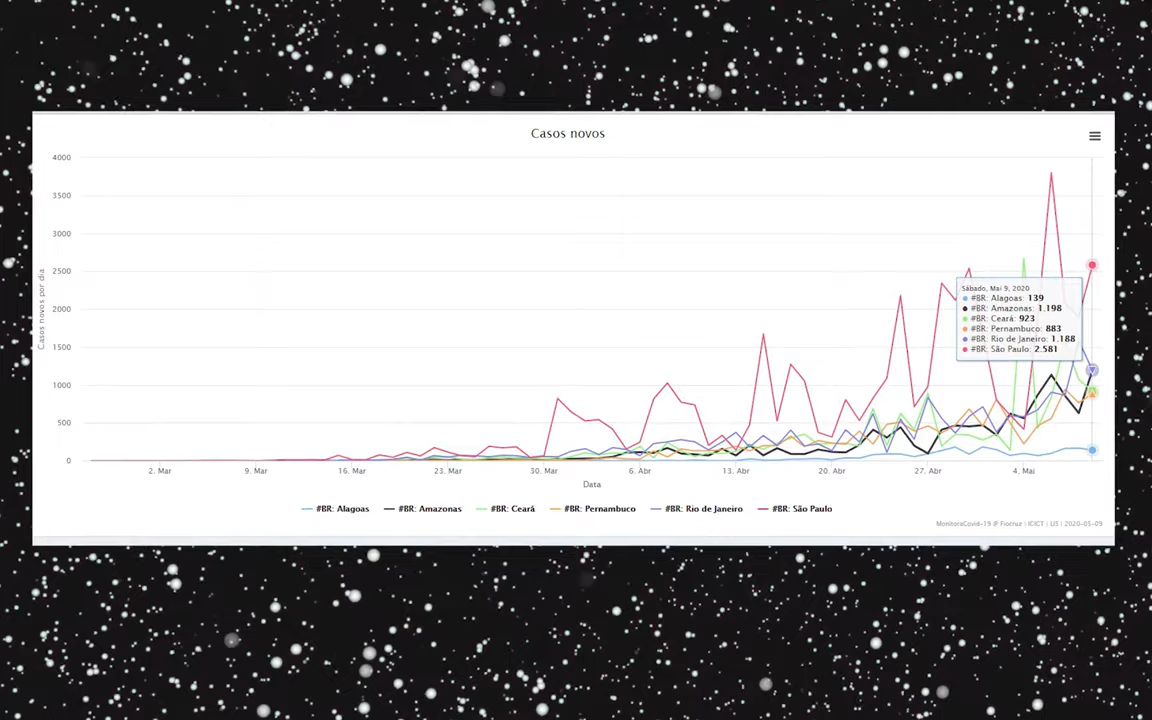 Casos novos
4000
3500
3000
2500
2000
1500
1000
500
0
Casos novos por dia
Sábado, Mai 9, 2020
#BR: Alagoas: 139
#BR: Amazonas: 1.198
#BR: Ceará: 923
#BR: Pernambuco: 883
#BR: Rio de Janeiro: 1.188
#BR: São Paulo: 2.581
2. Mar 9. Mar 16. Mar 23. Mar 30. Mar 6. Abr 13. Abr 20. Abr 27. Abr 4. Mai
Data
#BR: Alagoas #BR: Amazonas #BR: Ceará #BR: Pernambuco #BR: Rio de Janeiro #BR: São Paulo
MonitoraCovid-19 @ Fiocruz | ICICT | LIS | 2020-05-09